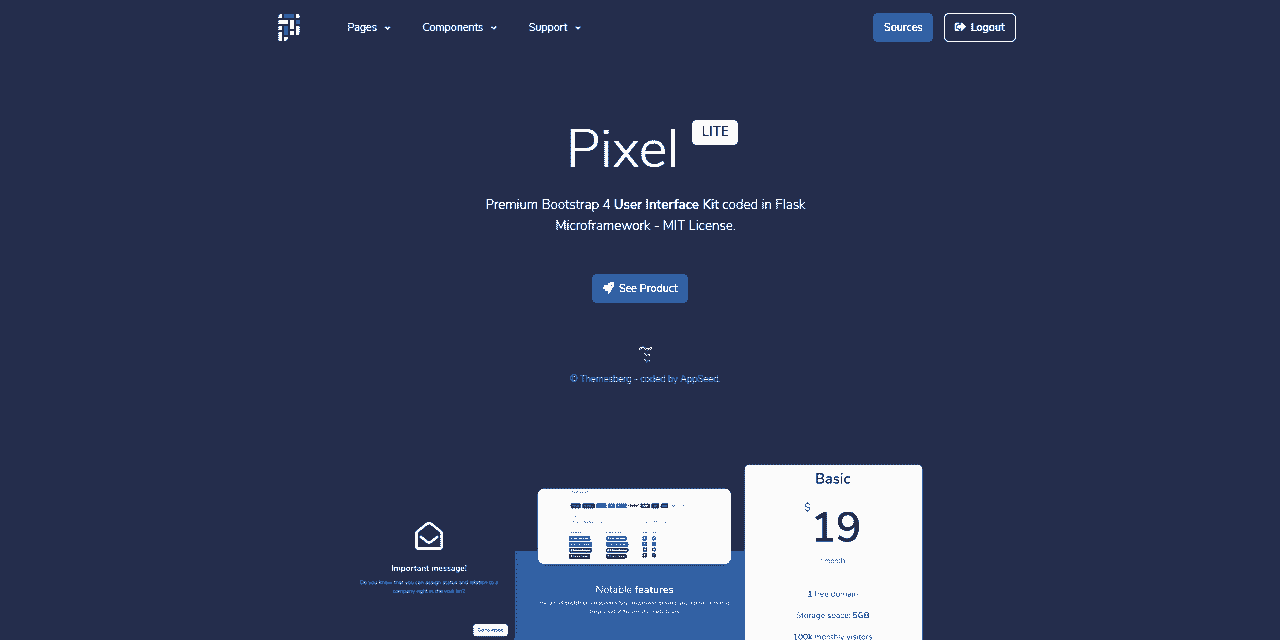 Pages Components Support Sources Logout
Pixel LITE
Premium Bootstrap 4 User Interface Kit coded in Flask
Microframework - MIT License.
See Product
© Themesberg - coded by AppSeed.
Basic
$ 19
month
1 free domain
Storage space: 5GB
100k monthly visitors
Important message!
Do you know that you can assign status and relation to a
company right in the visit list?
Notable features